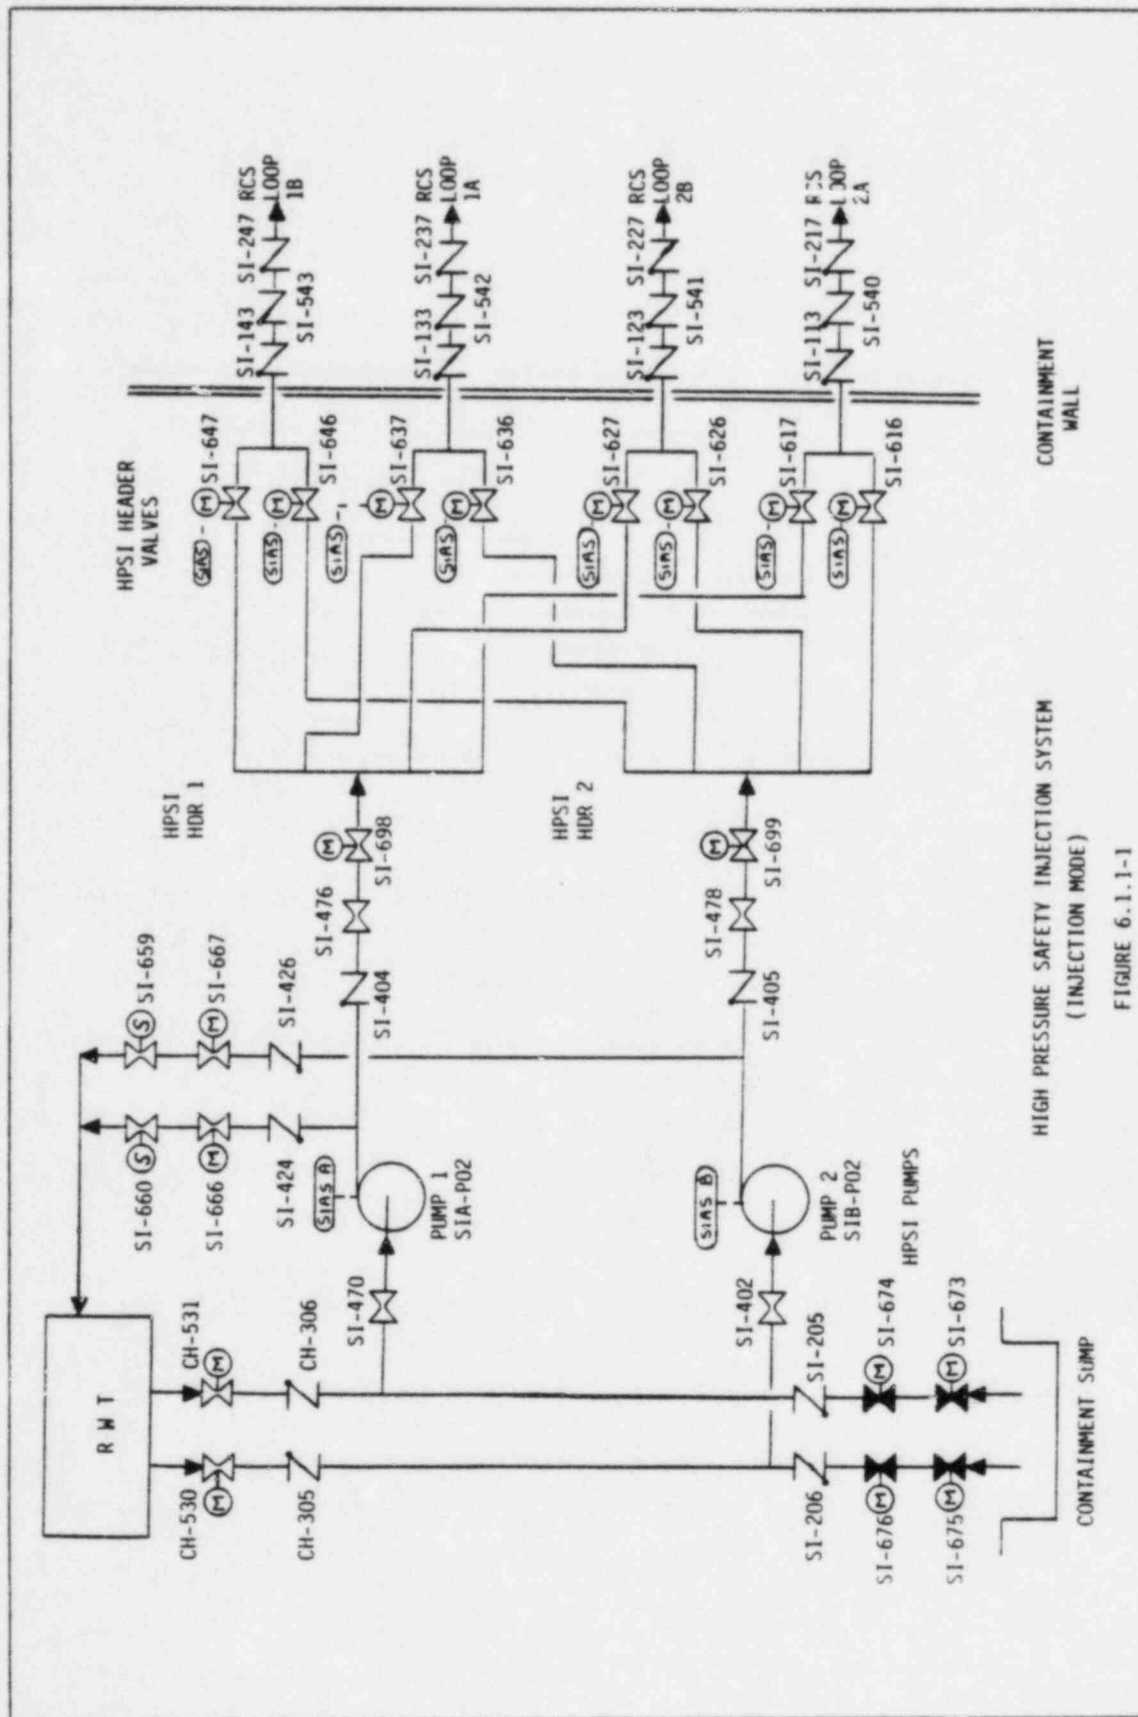 RWT
CH-530
CH-531
CH-305
CH-306
SI-660
S
S
SI-659
SI-666
M
M
SI-667
SI-424
SI-426
M
M
SI-470
SIAS A
PUMP 1
SIA-P02
SI-404
SI-476
M
SI-698
HPSI
HDR 1
SI-402
SIAS B
PUMP 2
SIB-P02
HPSI PUMPS
SI-405
SI-478
M
SI-699
HPSI
HDR 2
SI-206
SI-205
SI-676
M
M
SI-674
SI-675
M
M
SI-673
CONTAINMENT SUMP
HPSI HEADER
VALVES
SIAS
M
SI-647
SIAS
M
SI-646
SIAS
M
SI-637
SIAS
M
SI-636
SIAS
M
SI-627
SIAS
M
SI-626
SIAS
M
SI-617
SIAS
M
SI-616
SI-143
SI-543
SI-247
RCS
LOOP
1B
SI-133
SI-542
SI-237
RCS
LOOP
1A
SI-123
SI-541
SI-227
RCS
LOOP
2B
SI-113
SI-540
SI-217
RCS
LOOP
2A
CONTAINMENT
WALL
HIGH PRESSURE SAFETY INJECTION SYSTEM
(INJECTION MODE)
FIGURE 6.1.1-1